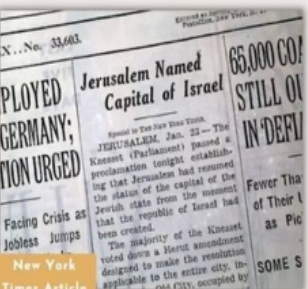 X..No. 33,603.
Entered as
Postoffice, New York,
PLOYED
GERMANY;
TION URGED
Facing Crisis as
Jobless Jumps
Jerusalem Named
Capital of Israel
Special to THE NEW YORK TIMES.
JERUSALEM, Jan. 22—The
Knesset (Parliament) passed a
proclamation tonight establish-
ing that Jerusalem had resumed
the status of the capital of the
Jewish state from the moment
that the republic of Israel had
been created.
The majority of the Knesset
voted down a Herut amendment
designed to make the resolution
applicable to the entire city, in-
Old City, occupied by
65,000 CO
STILL O
IN 'DEFI
Fewer Tha
of Their
as Pic
SOME S
New York
Times Article